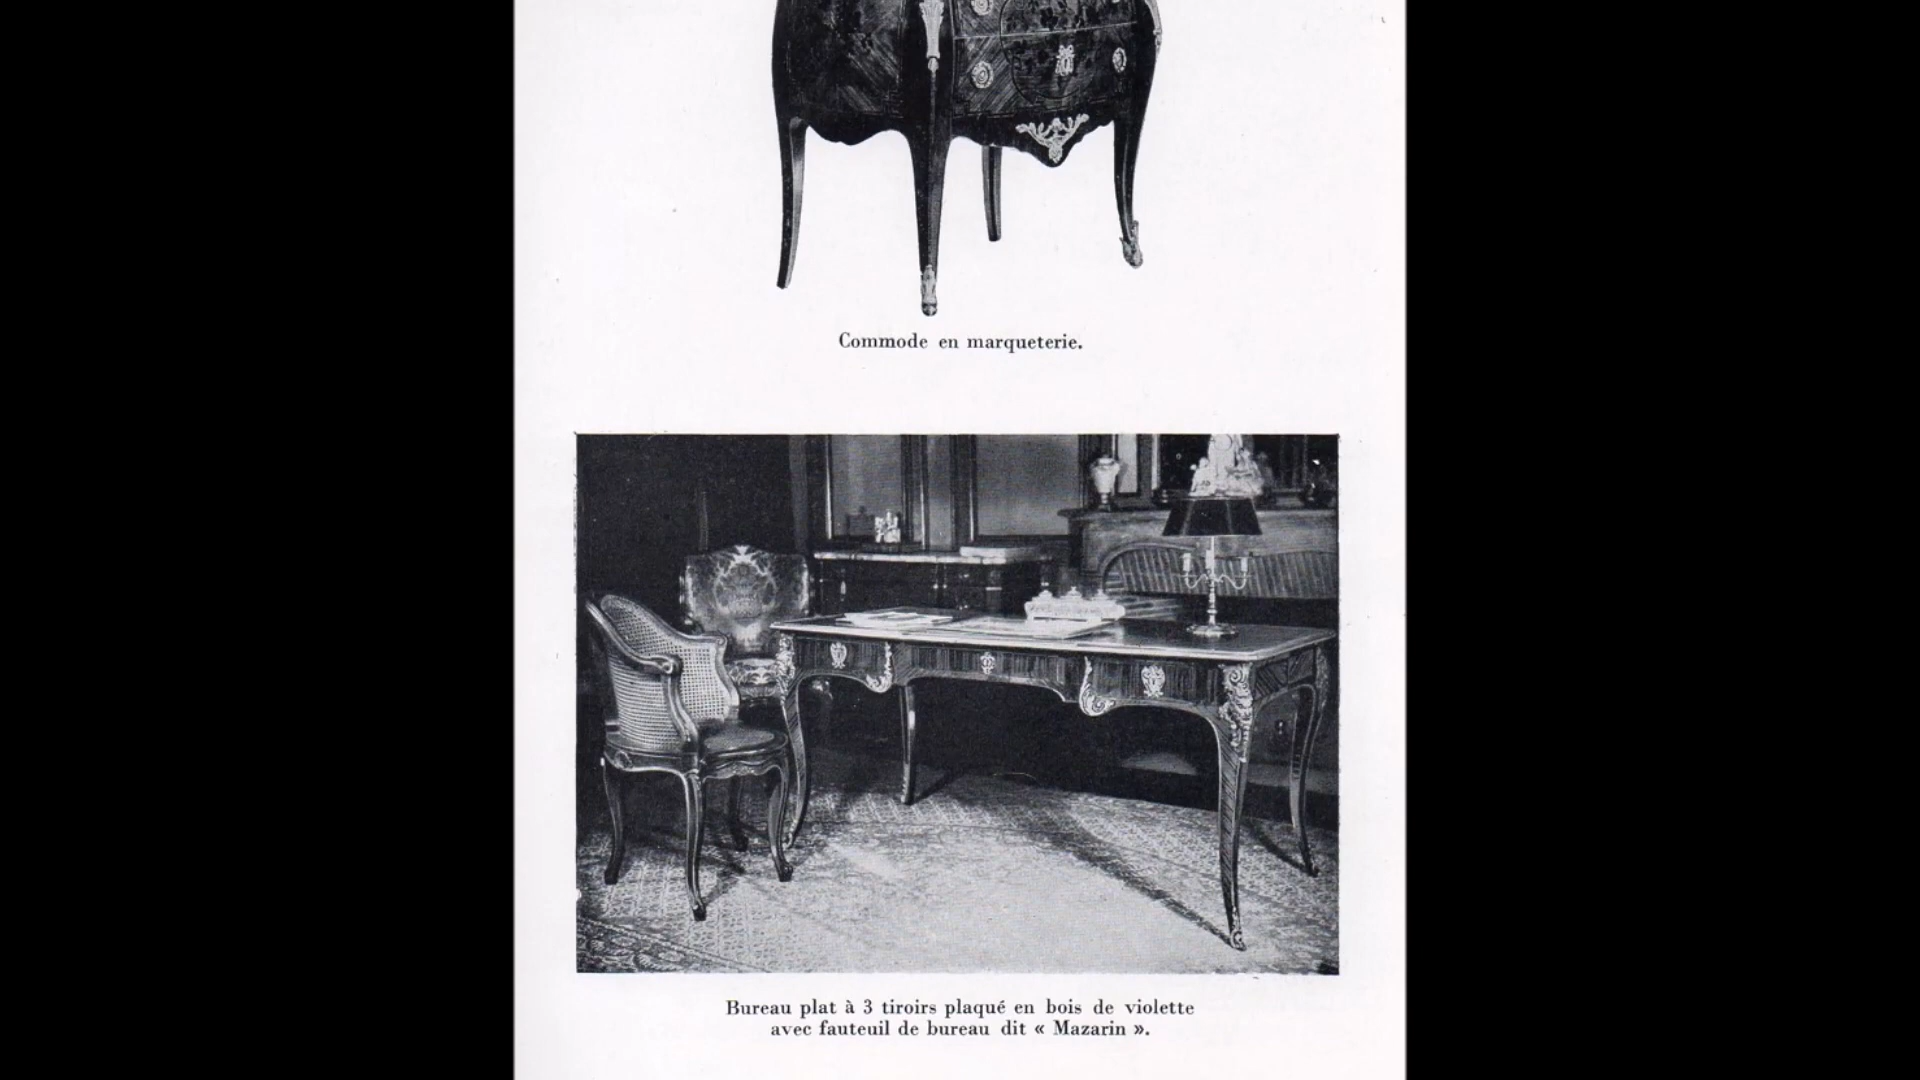 Commode en marqueterie.
Bureau plat à 3 tiroirs plaqué en bois de violette
avec fauteuil de bureau dit « Mazarin ».